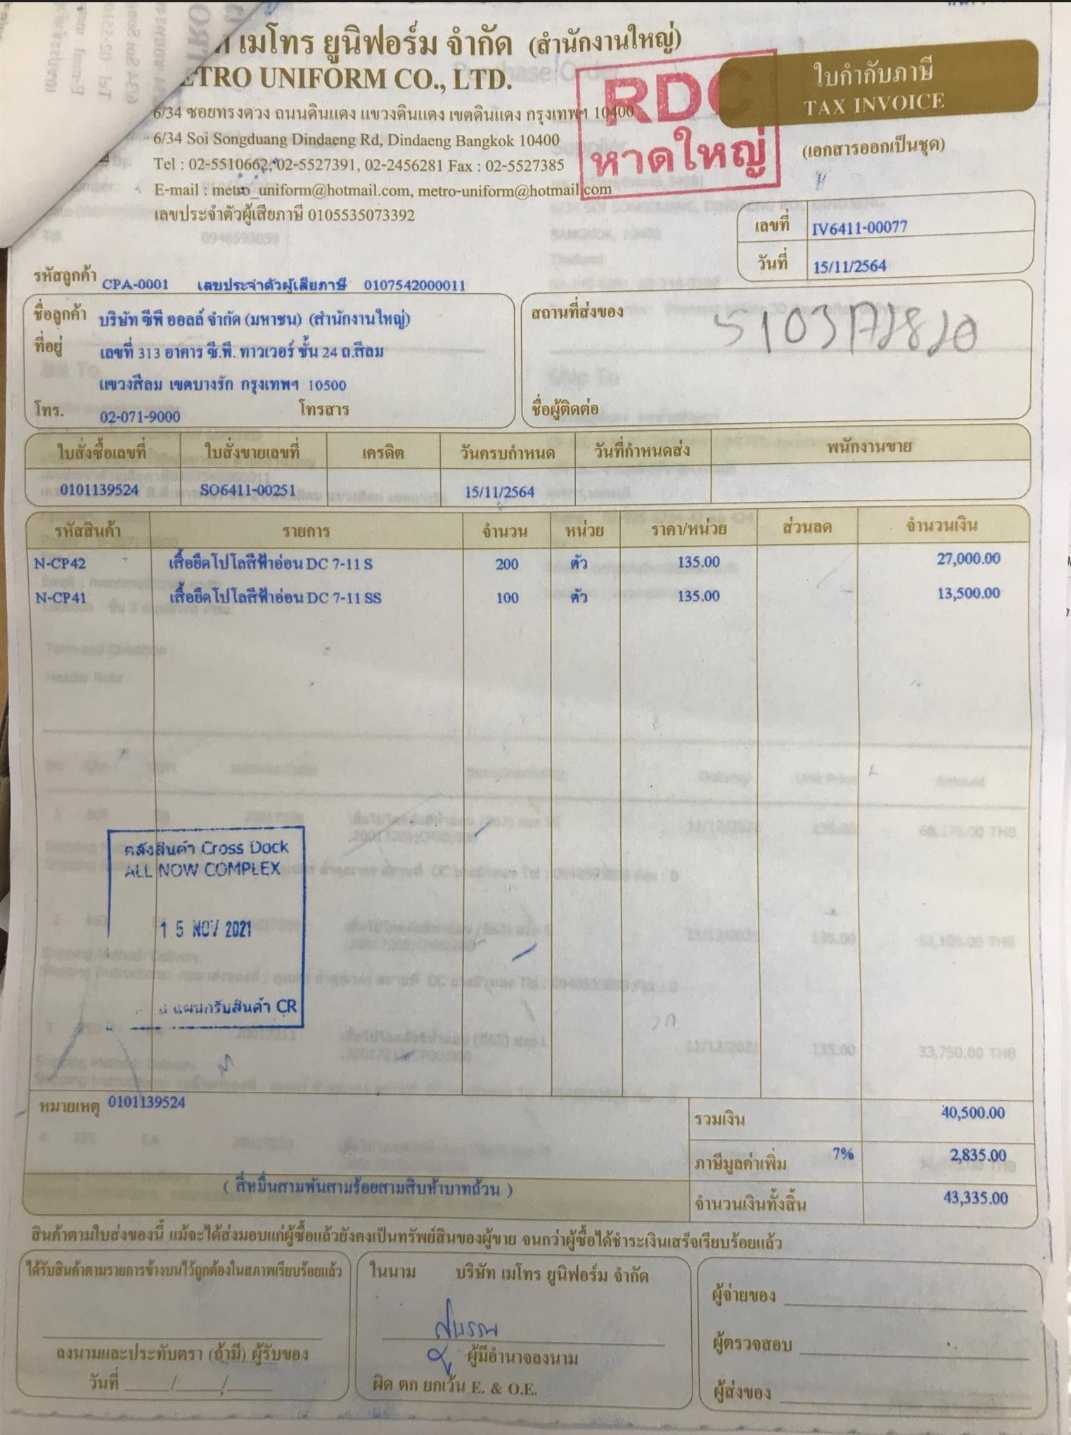 เมโทร ยูนิฟอร์ม จำกัด (สำนักงานใหญ่)
METRO UNIFORM CO., LTD.
6/34 ซอยทรงดวง ถนนดินแดง แขวงดินแดง เขตดินแดง กรุงเทพฯ 10400
6/34 Soi Songduang Dindaeng Rd, Dindaeng Bangkok 10400
Tel : 02-5510662, 02-5527391, 02-2456281 Fax : 02-5527385
E-mail : metro_uniform@hotmail.com, metro-uniform@hotmail.com
เลขประจำตัวผู้เสียภาษี 0105535073392
RDC
หาดใหญ่
ใบกำกับภาษี
TAX INVOICE
(เอกสารออกเป็นชุด)
เลขที่ IV6411-00077
วันที่ 15/11/2564
รหัสลูกค้า CPA-0001 เลขประจำตัวผู้เสียภาษี 0107542000011
ชื่อลูกค้า บริษัท ซีพี ออลล์ จำกัด (มหาชน) (สำนักงานใหญ่)
ที่อยู่ เลขที่ 313 อาคาร ซี.พี. ทาวเวอร์ ชั้น 24 ถ.สีลม
แขวงสีลม เขตบางรัก กรุงเทพฯ 10500
โทร. 02-071-9000 โทรสาร
สถานที่ส่งของ 5103172820
ชื่อผู้ติดต่อ
ใบสั่งซื้อเลขที่ ใบสั่งขายเลขที่ เครดิต วันครบกำหนด วันที่กำหนดส่ง พนักงานขาย
0101139524 SO6411-00251 15/11/2564
รหัสสินค้า รายการ จำนวน หน่วย ราคา/หน่วย ส่วนลด จำนวนเงิน
N-CP42 เสื้อยืดโปโลสีฟ้าอ่อน DC 7-11 S 200 ตัว 135.00 27,000.00
N-CP41 เสื้อยืดโปโลสีฟ้าอ่อน DC 7-11 SS 100 ตัว 135.00 13,500.00
คลังสินค้า Cross Dock
ALL NOW COMPLEX
15 NOV 2021
แผนกรับสินค้า CR
หมายเหตุ 0101139524
รวมเงิน 40,500.00
ภาษีมูลค่าเพิ่ม 7% 2,835.00
( สี่หมื่นสามพันสามร้อยสามสิบห้าบาทถ้วน )
จำนวนเงินทั้งสิ้น 43,335.00
สินค้าตามใบส่งของนี้ แม้จะได้ส่งมอบแก่ผู้ซื้อแล้วยังคงเป็นทรัพย์สินของผู้ขาย จนกว่าผู้ซื้อได้ชำระเงินเสร็จเรียบร้อยแล้ว
ได้รับสินค้าตามรายการข้างบนไว้ถูกต้องในสภาพเรียบร้อยแล้ว
ลงนามและประทับตรา (ถ้ามี) ผู้รับของ
วันที่ ____/____/____
ในนาม บริษัท เมโทร ยูนิฟอร์ม จำกัด
ผู้มีอำนาจลงนาม
ผิด ตก ยกเว้น E. & O.E.
ผู้จ่ายของ
ผู้ตรวจสอบ
ผู้ส่งของ